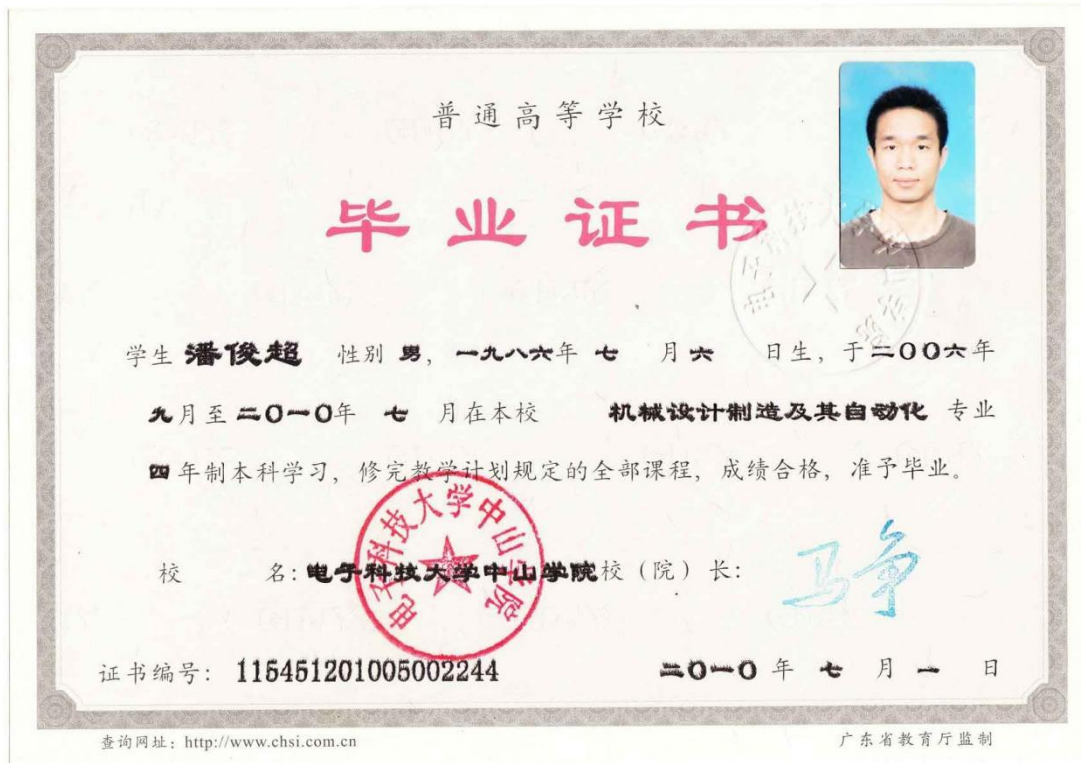 普通高等学校
毕业证书
学生 潘俊超 性别 男，一九八六年 七 月 六 日生，于二〇〇六年
九月至二〇一〇年 七 月在本校 机械设计制造及其自动化 专业
四年制本科学习，修完教学计划规定的全部课程，成绩合格，准予毕业。
电子科技大学中山学院
校 名：电子科技大学中山学院校（院）长：
马争
证书编号：115451201005002244 二〇一〇 年 七 月 一 日
查询网址：http://www.chsi.com.cn 广东省教育厅监制